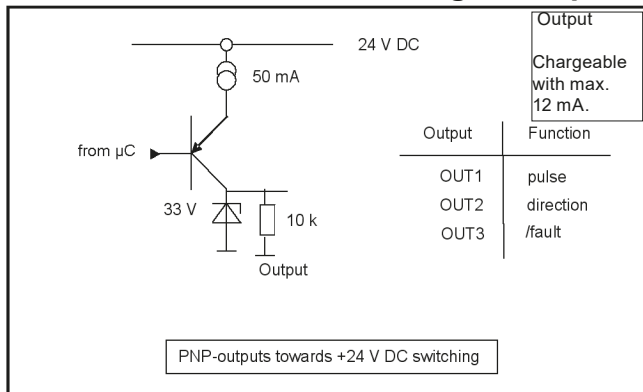 Output
Chargeable
with max.
12 mA.
24 V DC
50 mA
from µC
33 V
10 k
Output
Output Function
OUT1 pulse
OUT2 direction
OUT3 /fault
PNP-outputs towards +24 V DC switching